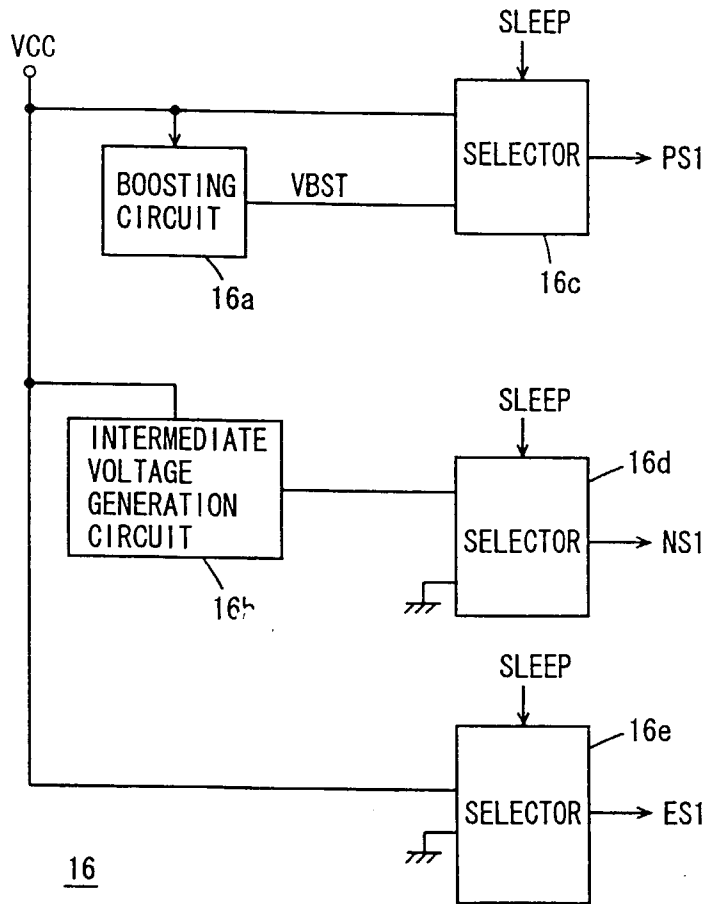 VCC
SLEEP
SELECTOR
PS1
BOOSTING
CIRCUIT
VBST
16a
16c
SLEEP
INTERMEDIATE
VOLTAGE
GENERATION
CIRCUIT
16d
SELECTOR
NS1
16b
SLEEP
16e
SELECTOR
ES1
16